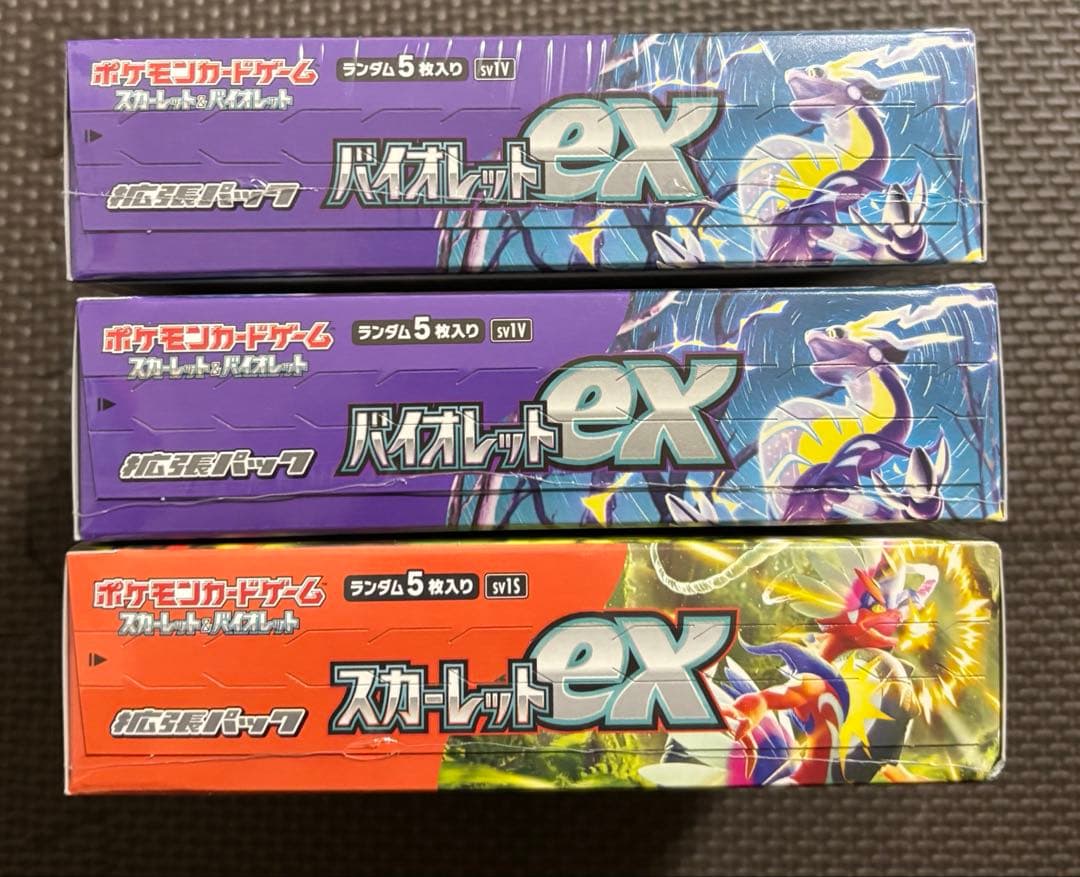 ポケモンカードゲーム
スカーレット&バイオレット
ランダム5枚入り sv1V
拡張パック
バイオレットex
ポケモンカードゲーム
スカーレット&バイオレット
ランダム5枚入り sv1V
拡張パック
バイオレットex
ポケモンカードゲーム
スカーレット&バイオレット
ランダム5枚入り sv1S
拡張パック
スカーレットex